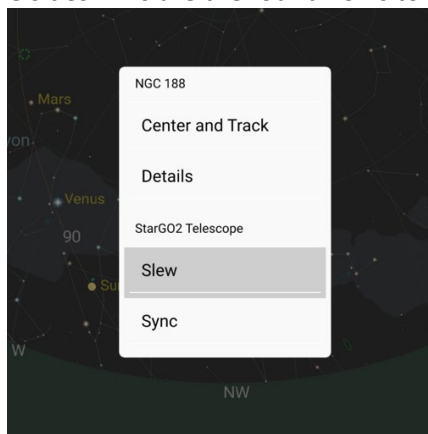 NGC 188
Mars
Center and Track
Details
Venus
StarGO2 Telescope
90
Slew
Sync
W
NW